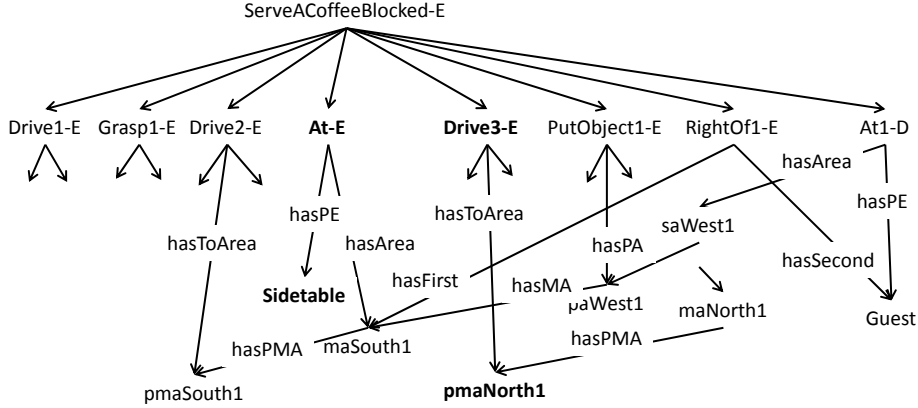 ServeACoffeeBlocked-E
Drive1-E Grasp1-E Drive2-E At-E Drive3-E PutObject1-E RightOf1-E At1-D
hasArea
hasPE hasToArea hasPE
hasToArea hasArea hasPA saWest1
hasSecond
Sidetable hasFirst hasMA
paWest1 maNorth1 Guest
hasPMA maSouth1 hasPMA
pmaSouth1 pmaNorth1